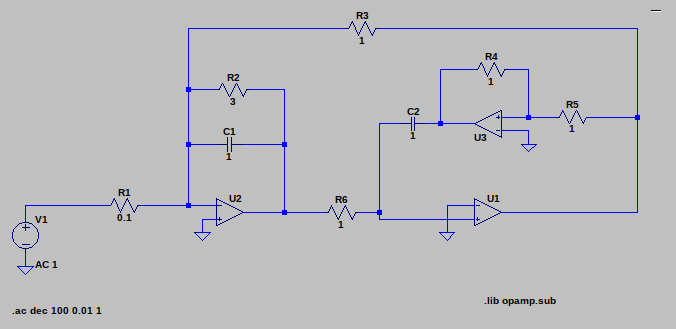 R3
1
R2
3
R4
1
C1
1
C2
1
R5
1
U3
R1
0.1
U2
R6
1
U1
V1
AC 1
.ac dec 100 0.01 1
.lib opamp.sub